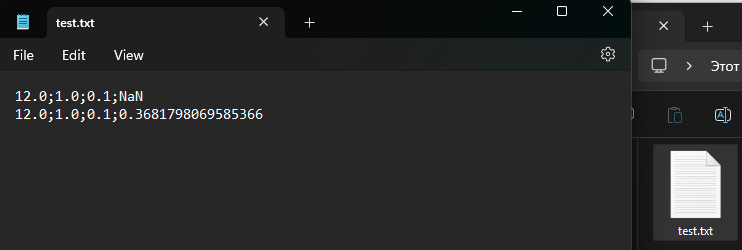 test.txt
File Edit View
12.0;1.0;0.1;NaN
12.0;1.0;0.1;0.3681798069585366
Этот
test.txt